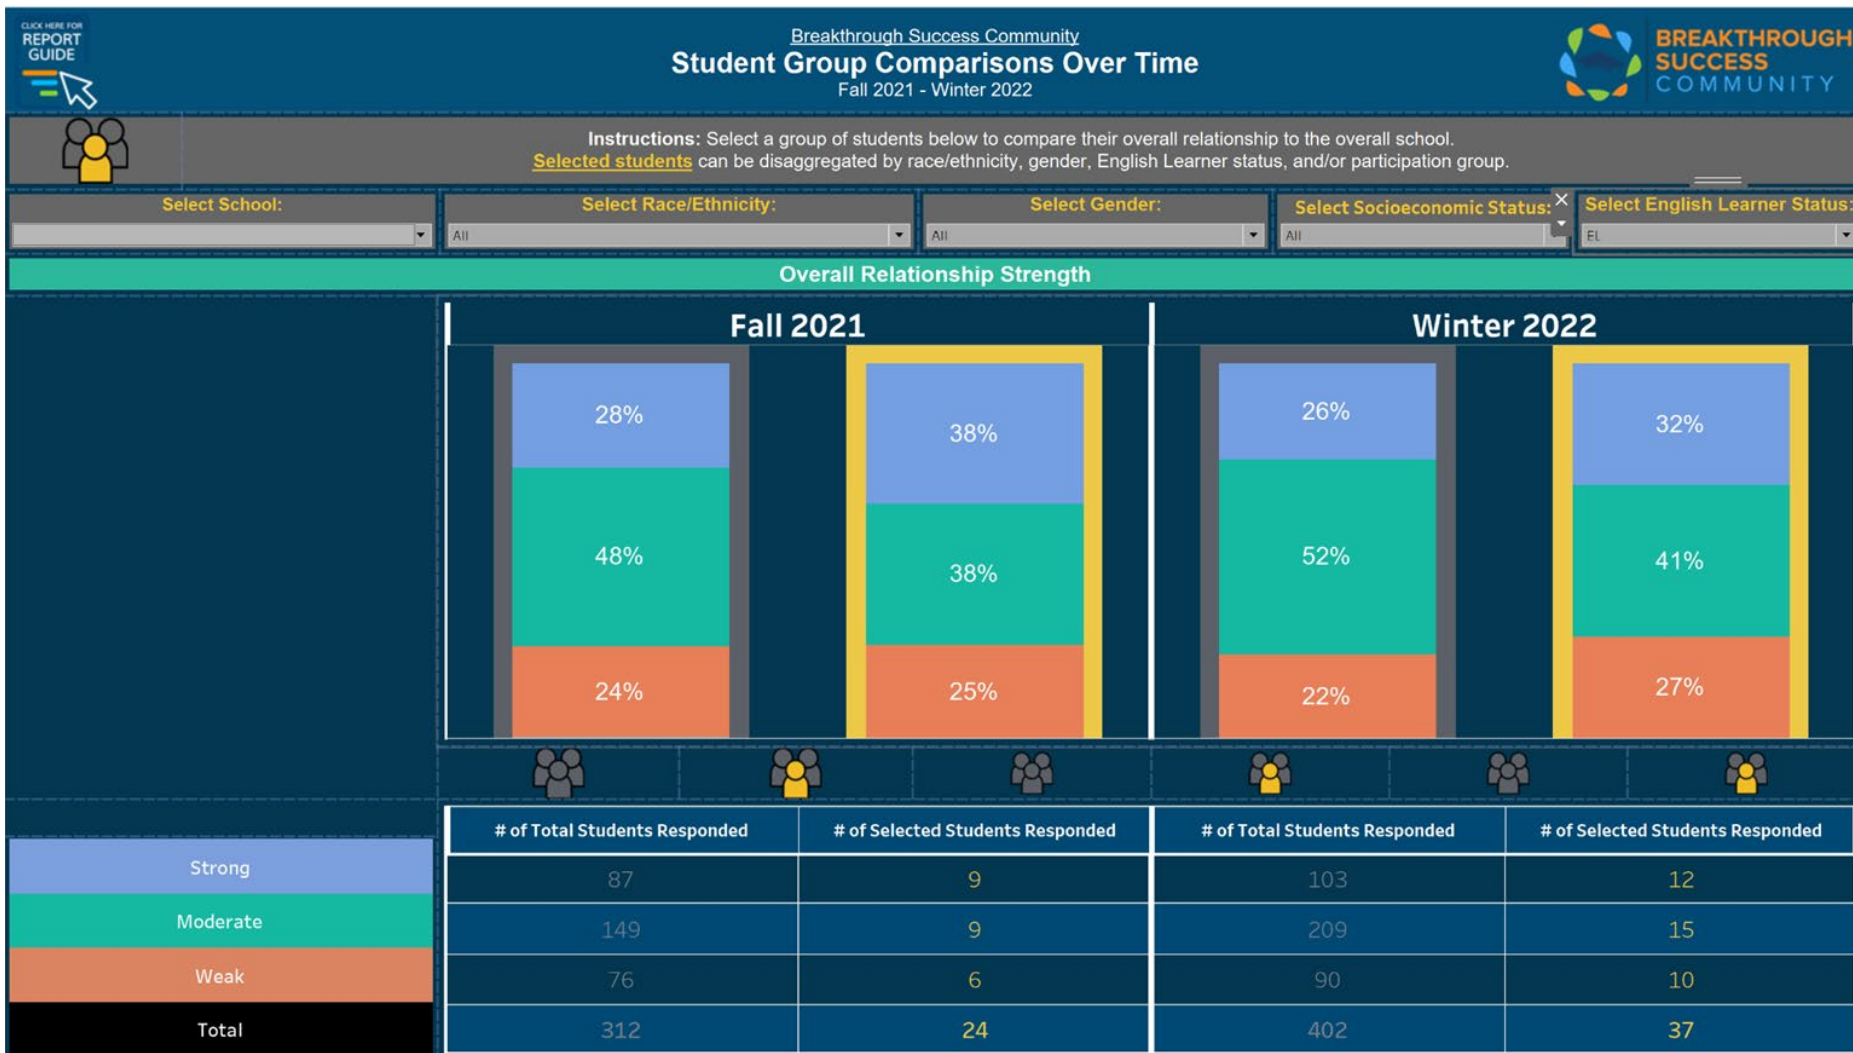 CLICK HERE FOR
REPORT
GUIDE
Breakthrough Success Community
Student Group Comparisons Over Time
Fall 2021 - Winter 2022
BREAKTHROUGH
SUCCESS
COMMUNITY
Instructions: Select a group of students below to compare their overall relationship to the overall school.
Selected students can be disaggregated by race/ethnicity, gender, English Learner status, and/or participation group.
Select School:
Select Race/Ethnicity:
Select Gender:
Select Socioeconomic Status:
Select English Learner Status:
All
All
All
EL
Overall Relationship Strength
Fall 2021
Winter 2022
28%
38%
26%
32%
48%
38%
52%
41%
24%
25%
22%
27%
# of Total Students Responded
# of Selected Students Responded
# of Total Students Responded
# of Selected Students Responded
Strong
87
9
103
12
Moderate
149
9
209
15
Weak
76
6
90
10
Total
312
24
402
37